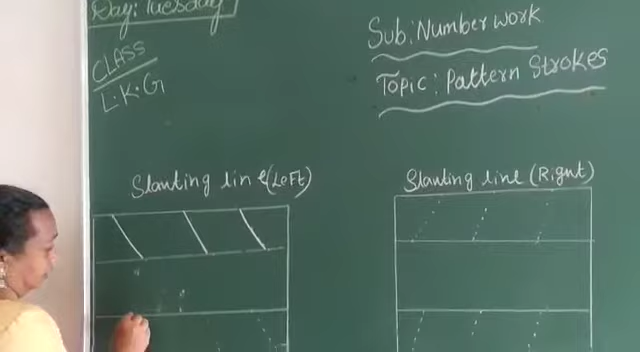 Day: Tuesday
CLASS
L.K.G
Sub: Number work
Topic: Pattern Strokes
Slanting line (Left)
Slanting line (Right)